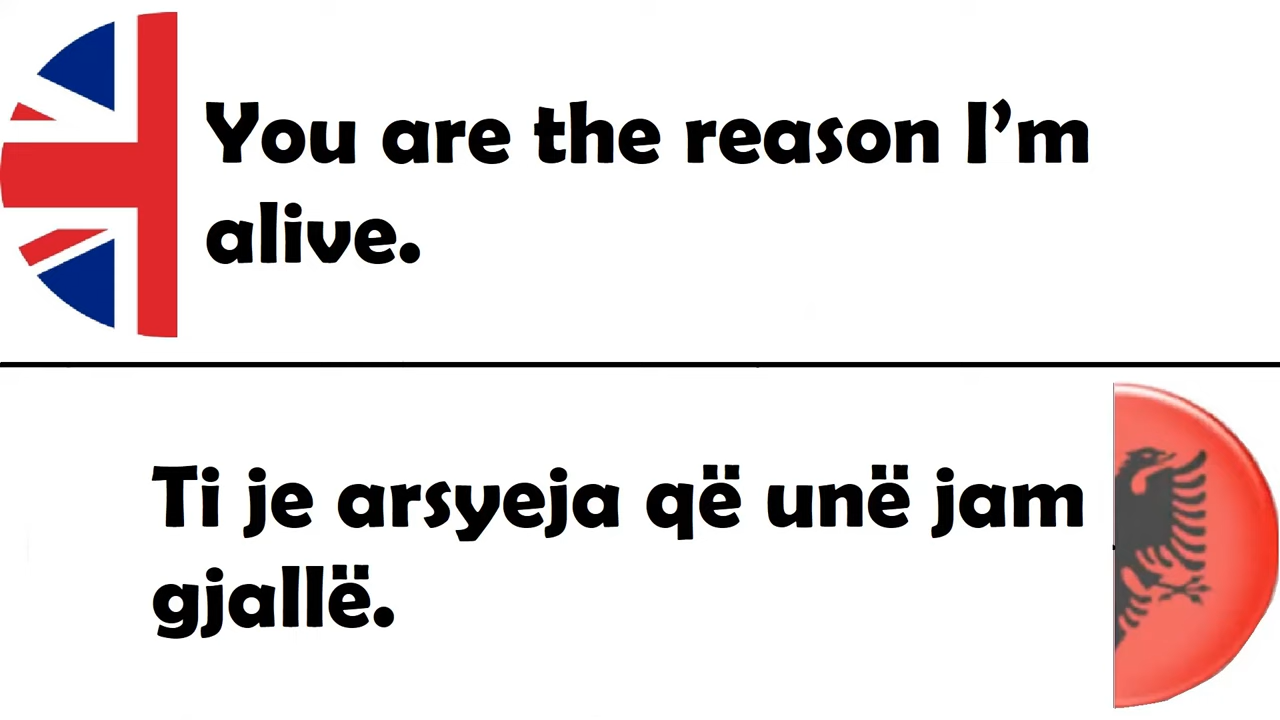 You are the reason I’m
alive.
Ti je arsyeja që unë jam
gjallë.